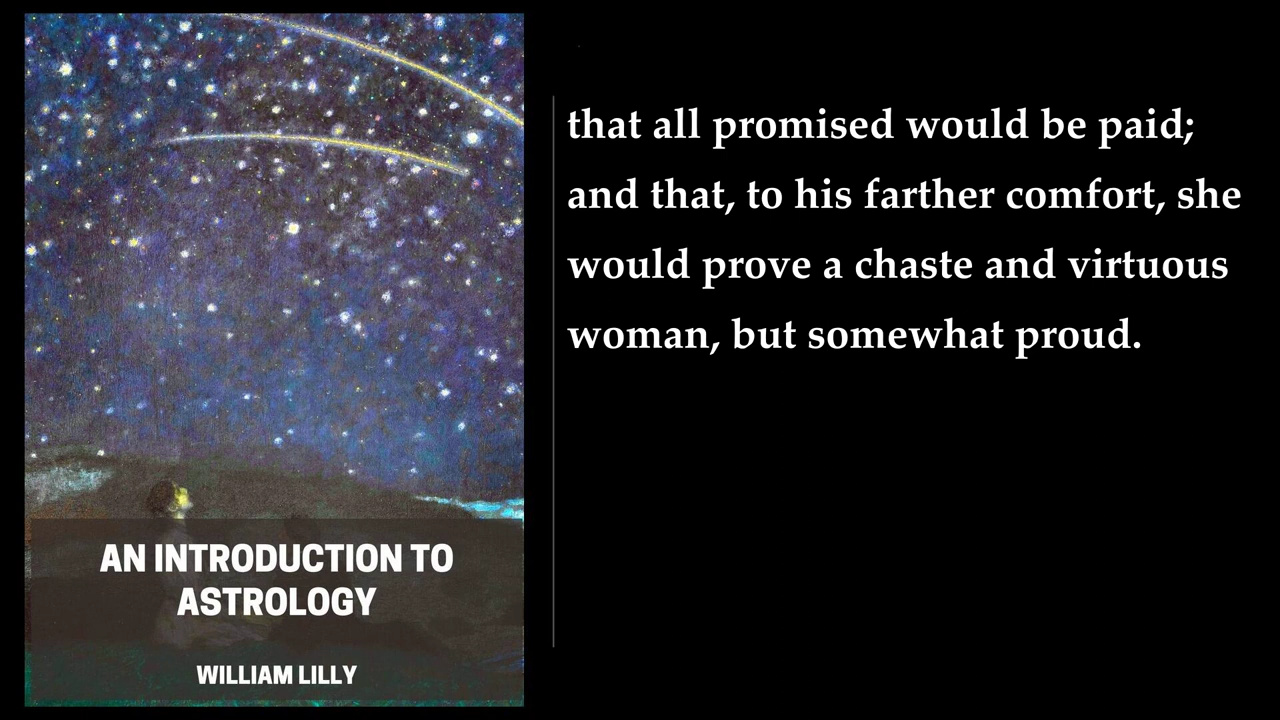 that all promised would be paid;
and that, to his farther comfort, she
would prove a chaste and virtuous
woman, but somewhat proud.
AN INTRODUCTION TO
ASTROLOGY
WILLIAM LILLY